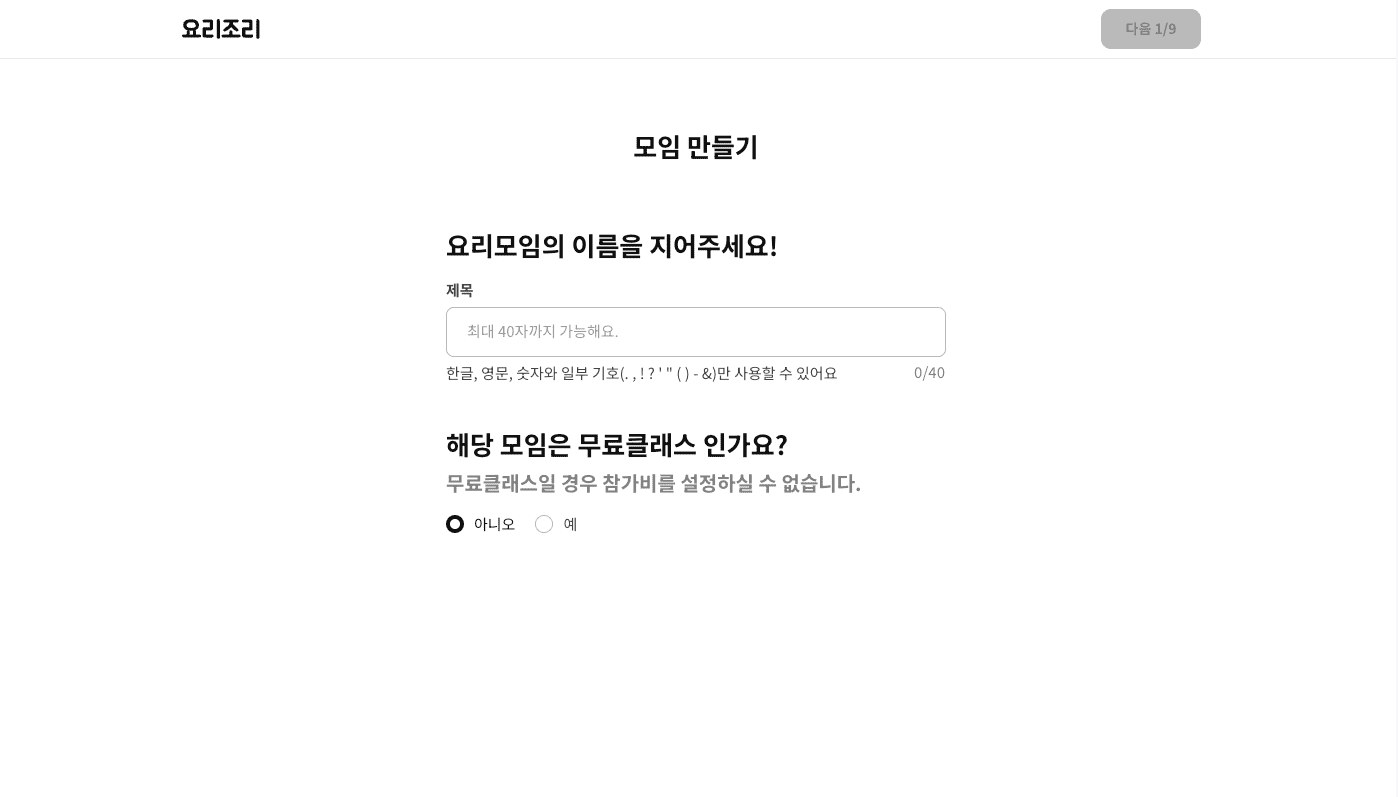 요리조리
다음 1/9
모임 만들기
요리모임의 이름을 지어주세요!
제목
최대 40자까지 가능해요.
한글, 영문, 숫자와 일부 기호(. , ! ? ' " ( ) - &)만 사용할 수 있어요
0/40
해당 모임은 무료클래스 인가요?
무료클래스일 경우 참가비를 설정하실 수 없습니다.
아니오 예